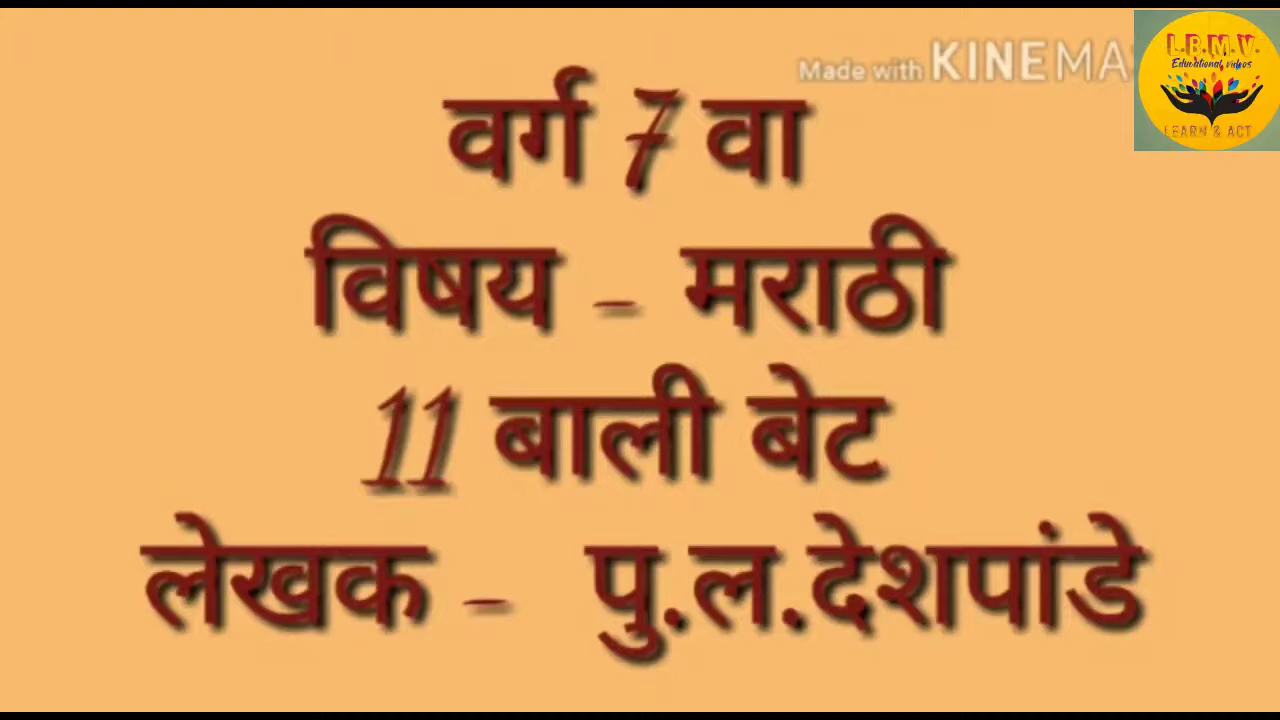 Made with KINEMA
L.B.M.V.
Educational videos
LEARN & ACT
वर्ग 7 वा
विषय - मराठी
11 बाली बेट
लेखक - पु.ल.देशपांडे